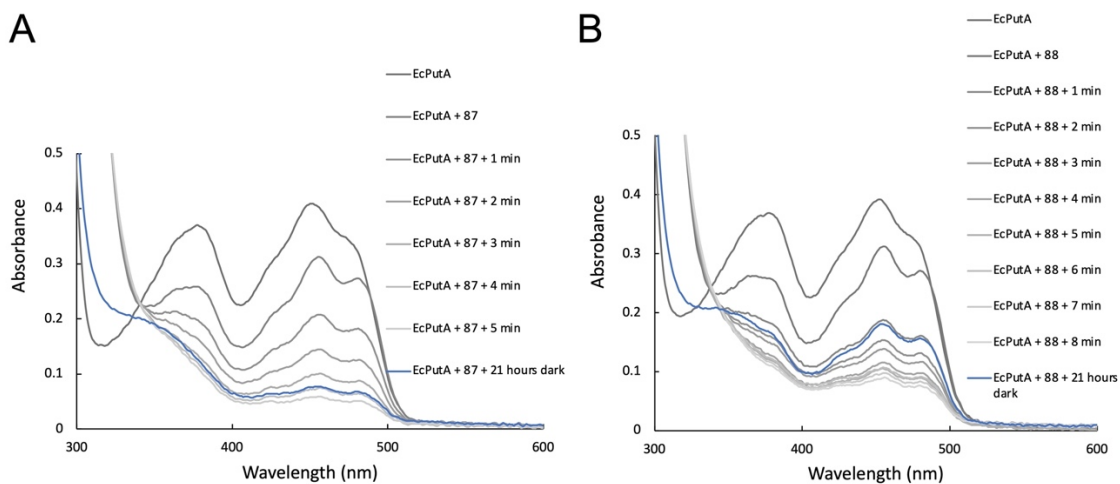 A
EcPutA
EcPutA + 87
EcPutA + 87 + 1 min
EcPutA + 87 + 2 min
EcPutA + 87 + 3 min
EcPutA + 87 + 4 min
EcPutA + 87 + 5 min
EcPutA + 87 + 21 hours dark
0.5
0.4
0.3
0.2
0.1
0
300
400
500
600
Absorbance
Wavelength (nm)
B
EcPutA
EcPutA + 88
EcPutA + 88 + 1 min
EcPutA + 88 + 2 min
EcPutA + 88 + 3 min
EcPutA + 88 + 4 min
EcPutA + 88 + 5 min
EcPutA + 88 + 6 min
EcPutA + 88 + 7 min
EcPutA + 88 + 8 min
EcPutA + 88 + 21 hours
dark
0.5
0.4
0.3
0.2
0.1
0
300
400
500
600
Absrobance
Wavelength (nm)